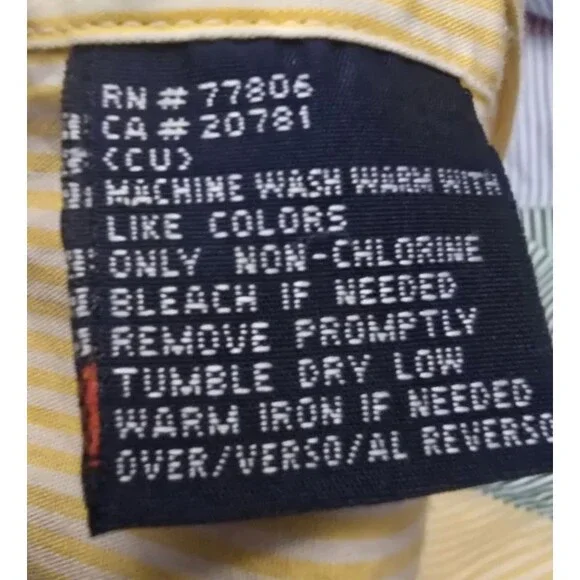 RN # 77806
CA # 20781
<CU>
MACHINE WASH WARM WITH
LIKE COLORS
ONLY NON-CHLORINE
BLEACH IF NEEDED
REMOVE PROMPTLY
TUMBLE DRY LOW
WARM IRON IF NEEDED
OVER/VERSO/AL REVERSO